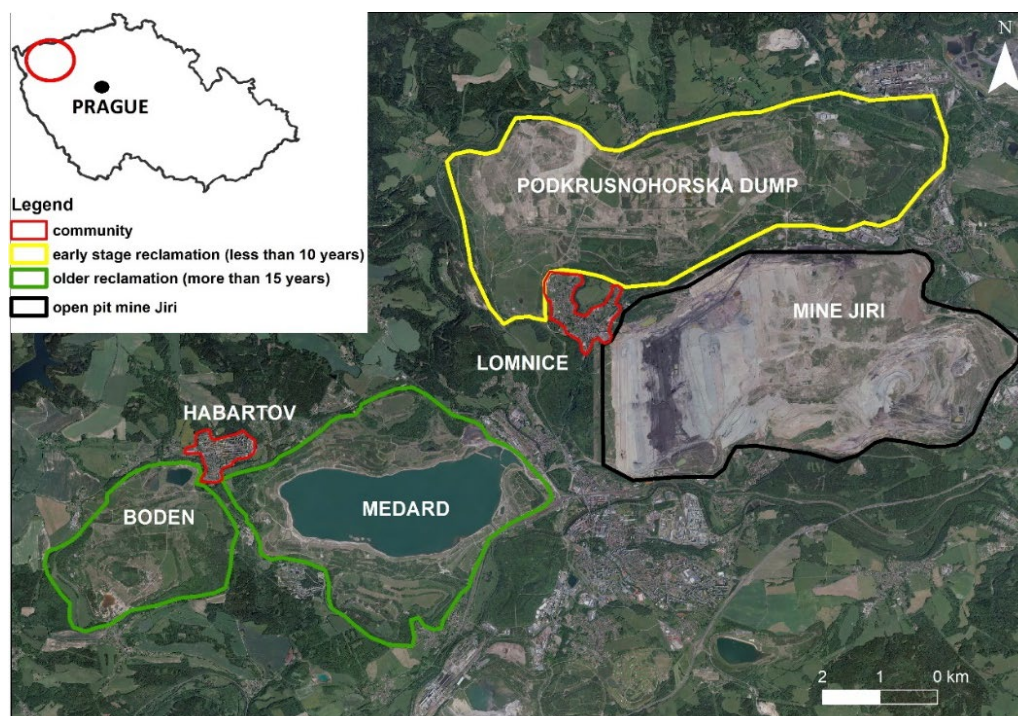 PRAGUE
Legend
community
early stage reclamation (less than 10 years)
older reclamation (more than 15 years)
open pit mine Jiri
N
PODKRUSNOHORSKA DUMP
MINE JIRI
LOMNICE
HABARTOV
BODEN
MEDARD
2 1 0 km